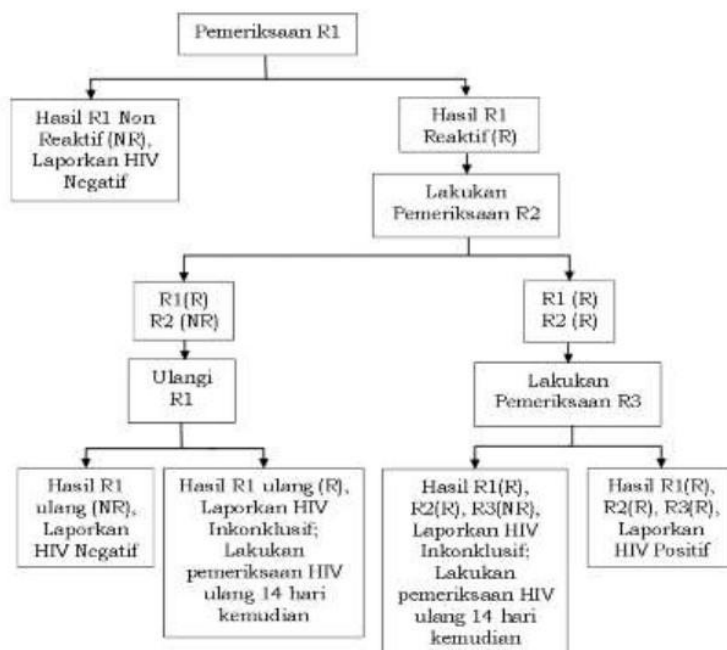 Pemeriksaan R1
Hasil R1 Non
Reaktif (NR),
Laporkan HIV
Negatif
Hasil R1
Reaktif (R)
Lakukan
Pemeriksaan R2
R1(R)
R2 (NR)
R1 (R)
R2 (R)
Ulangi
R1
Lakukan
Pemeriksaan R3
Hasil R1
ulang (NR),
Laporkan
HIV Negatif
Hasil R1 ulang (R),
Laporkan HIV
Inkonklusif;
Lakukan
pemeriksaan HIV
ulang 14 hari
kemudian
Hasil R1(R),
R2(R), R3(NR),
Laporkan HIV
Inkonklusif;
Lakukan
pemeriksaan HIV
ulang 14 hari
kemudian
Hasil R1(R),
R2(R), R3(R),
Laporkan
HIV Positif